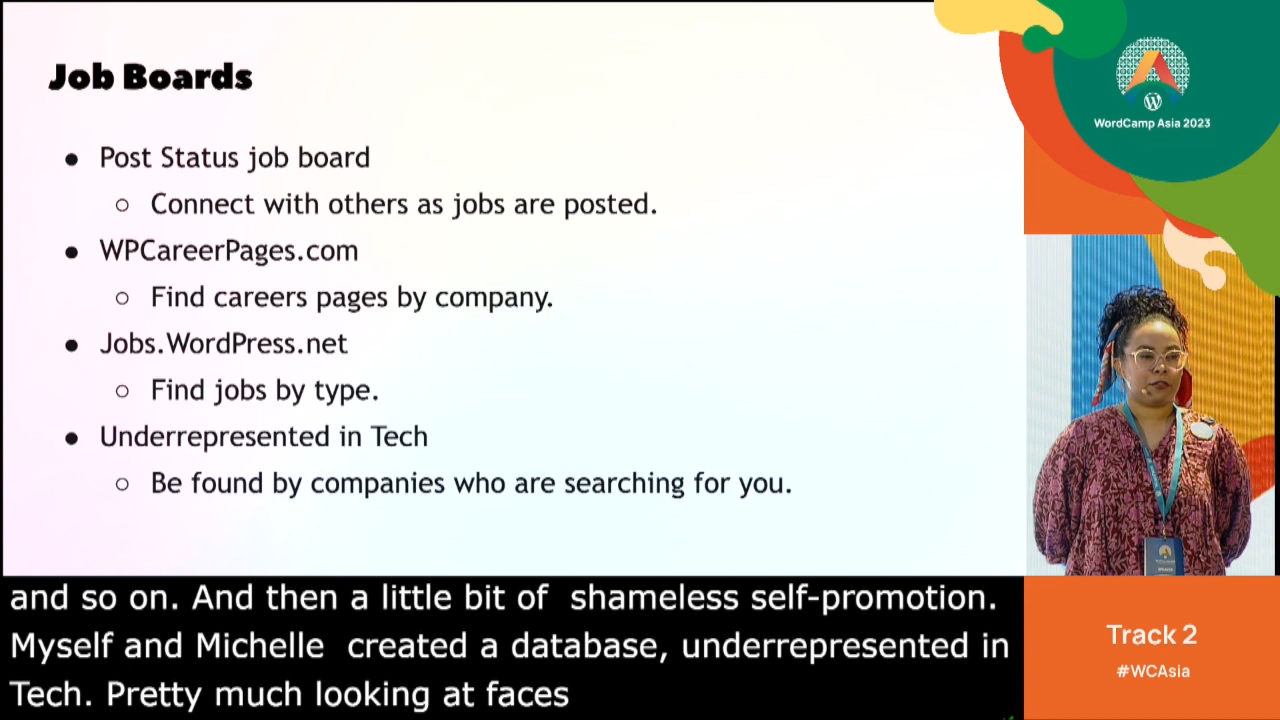 Job Boards
● Post Status job board
○ Connect with others as jobs are posted.
● WPCareerPages.com
○ Find careers pages by company.
● Jobs.WordPress.net
○ Find jobs by type.
● Underrepresented in Tech
○ Be found by companies who are searching for you.
WordCamp Asia 2023
and so on. And then a little bit of shameless self-promotion.
Myself and Michelle created a database, underrepresented in
Tech. Pretty much looking at faces
Track 2
#WCAsia